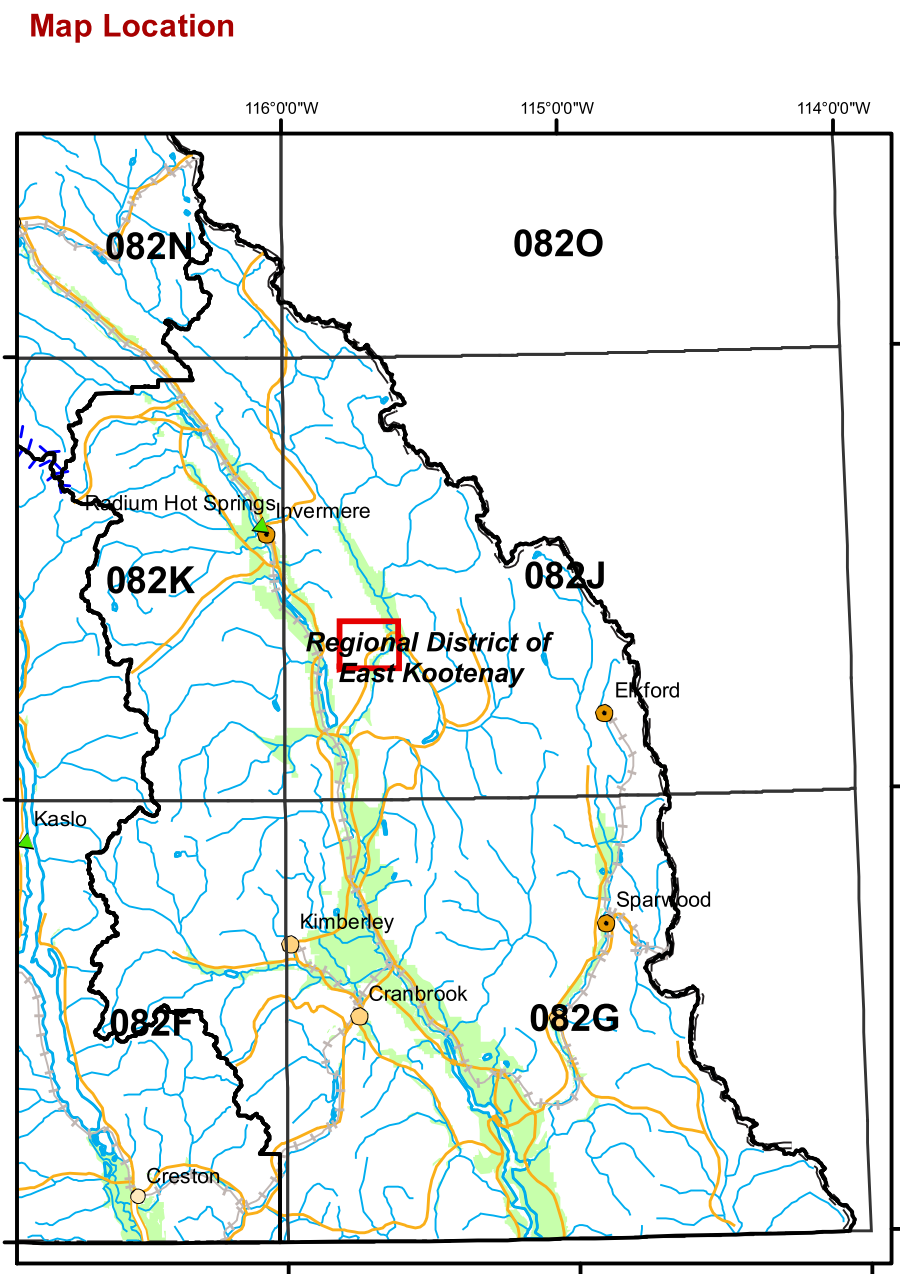 Map Location
116°0'0"W
115°0'0"W
114°0'0"W
082N
082O
Radium Hot Springs
Invermere
082K
082J
Regional District of
East Kootenay
Elkford
Kaslo
Sparwood
Kimberley
Cranbrook
082F
082G
Creston